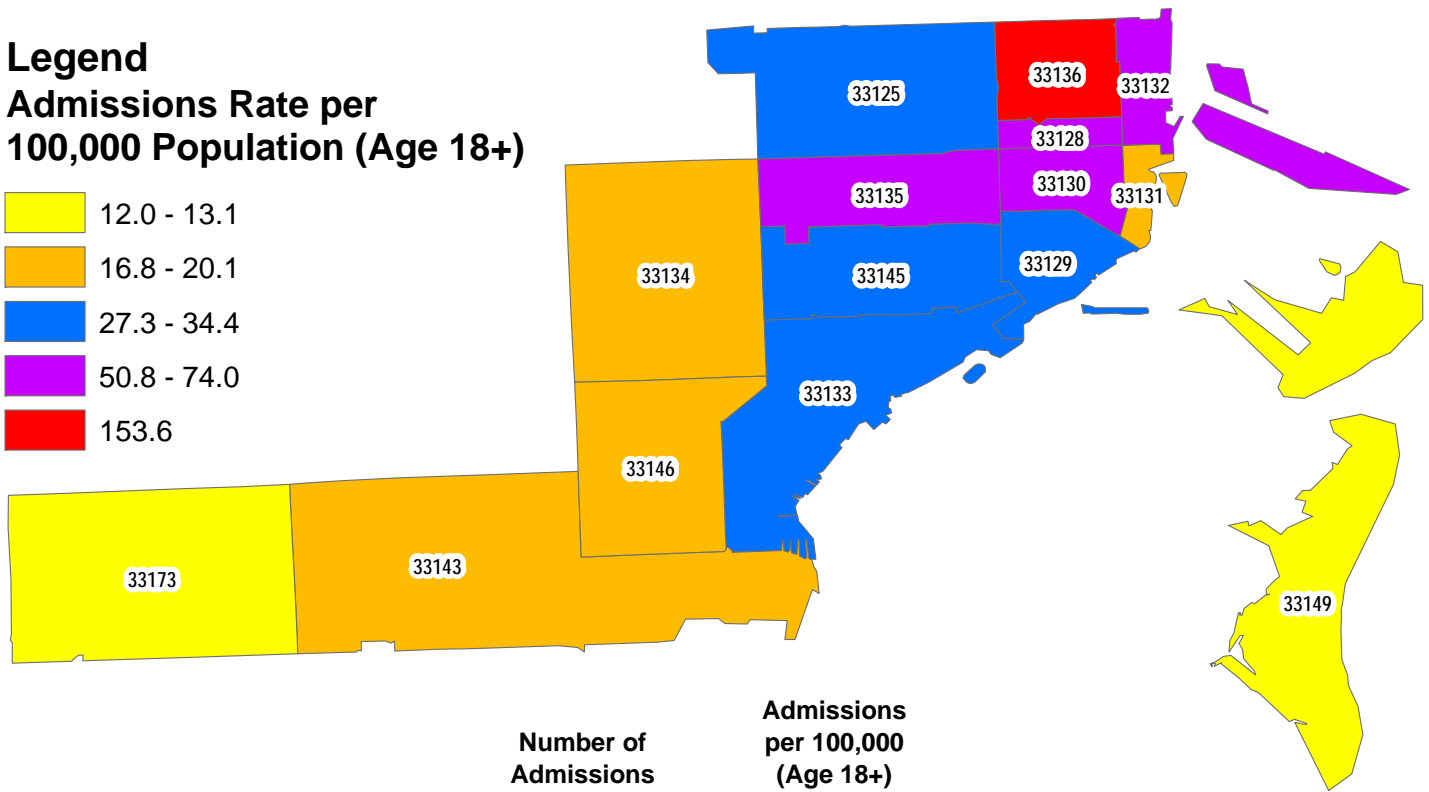 Legend
Admissions Rate per
100,000 Population (Age 18+)
12.0 - 13.1
16.8 - 20.1
27.3 - 34.4
50.8 - 74.0
153.6
33136
33132
33125
33128
33130
33135
33131
33129
33134
33145
33133
33146
33143
33173
33149
Number of
Admissions
Admissions
per 100,000
(Age 18+)